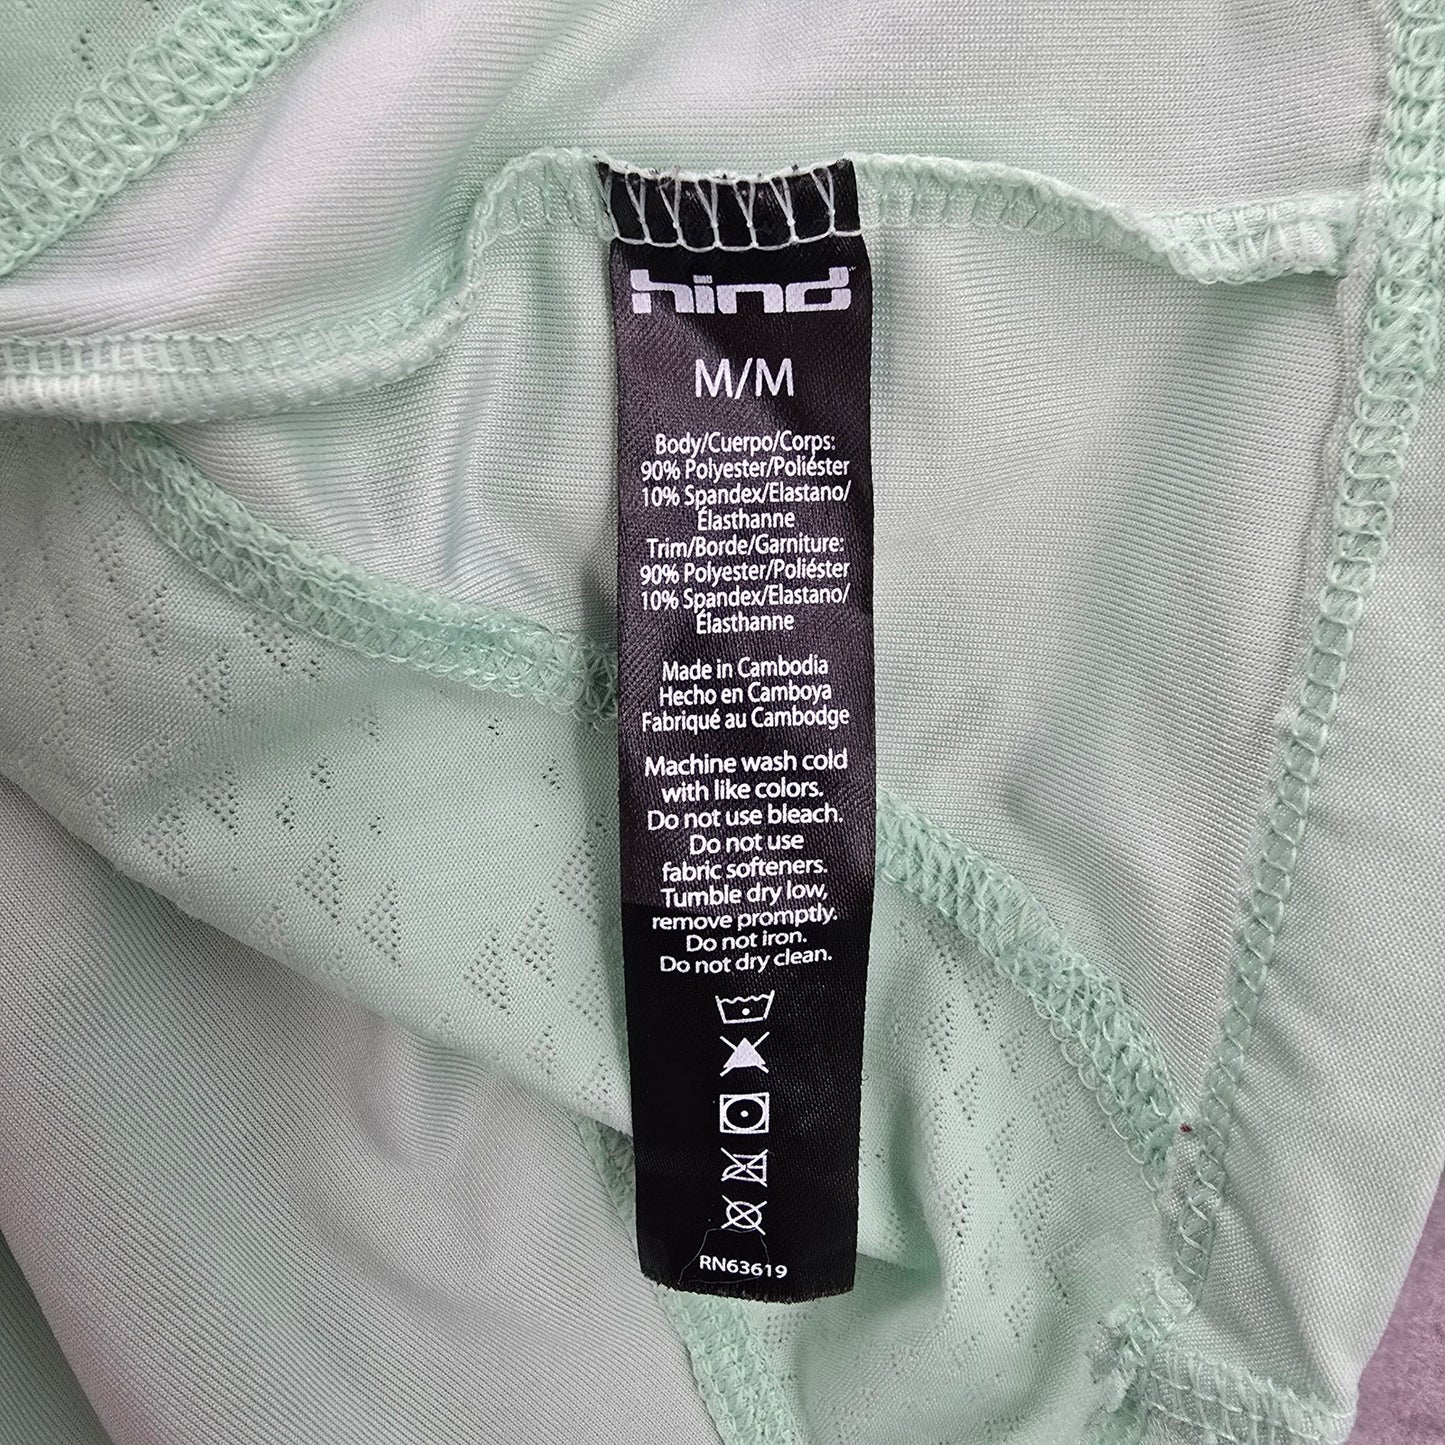 hind
M/M
Body/Cuerpo/Corps:
90% Polyester/Poliéster
10% Spandex/Elastano/
Élasthanne
Trim/Borde/Garniture:
90% Polyester/Poliéster
10% Spandex/Elastano/
Élasthanne
Made in Cambodia
Hecho en Camboya
Fabriqué au Cambodge
Machine wash cold
with like colors.
Do not use bleach.
Do not use
fabric softeners.
Tumble dry low,
remove promptly.
Do not iron.
Do not dry clean.
RN63619